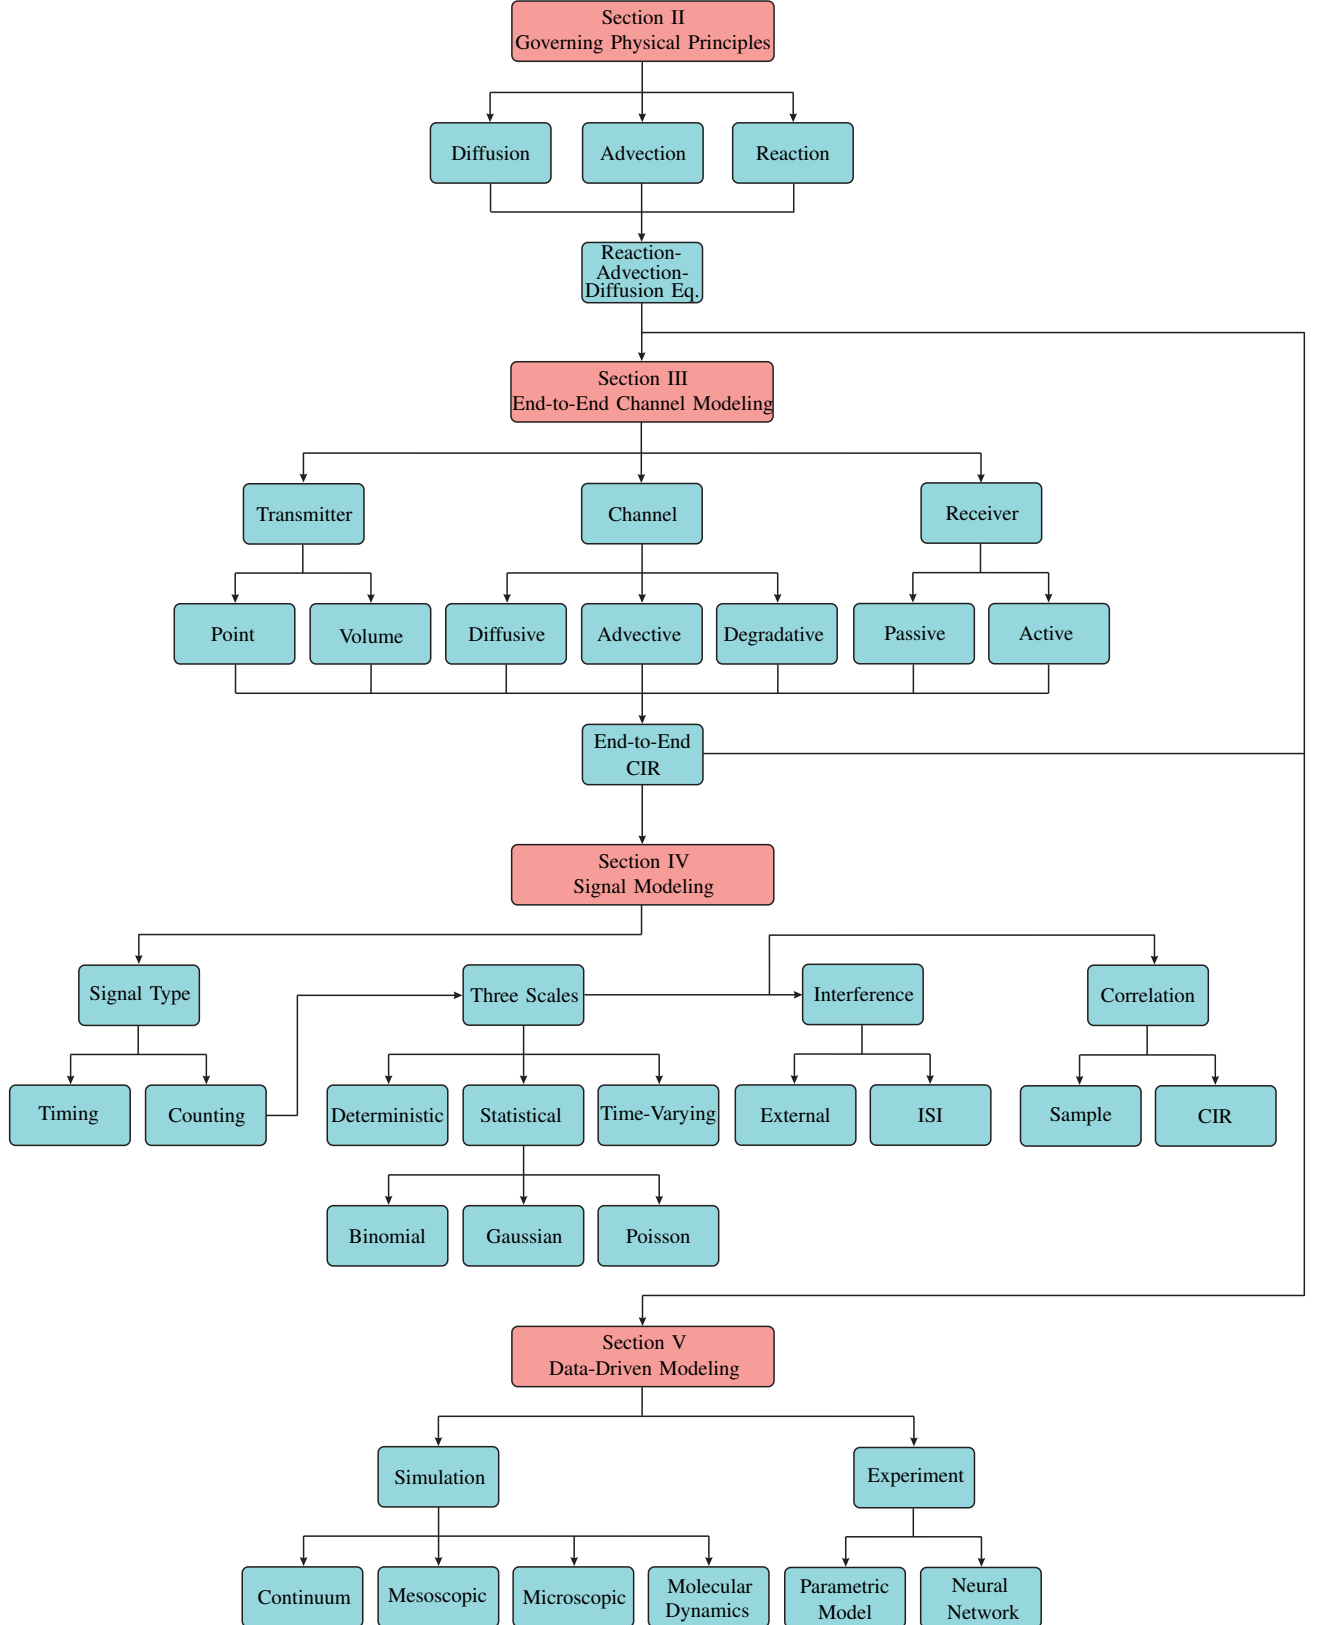 Section II
Governing Physical Principles
Diffusion
Advection
Reaction
Reaction-
Advection-
Diffusion Eq.
Section III
End-to-End Channel Modeling
Transmitter
Channel
Receiver
Point
Volume
Diffusive
Advective
Degradative
Passive
Active
End-to-End
CIR
Section IV
Signal Modeling
Signal Type
Three Scales
Interference
Correlation
Timing
Counting
Deterministic
Statistical
Time-Varying
External
ISI
Sample
CIR
Binomial
Gaussian
Poisson
Section V
Data-Driven Modeling
Simulation
Experiment
Continuum
Mesoscopic
Microscopic
Molecular
Dynamics
Parametric
Model
Neural
Network